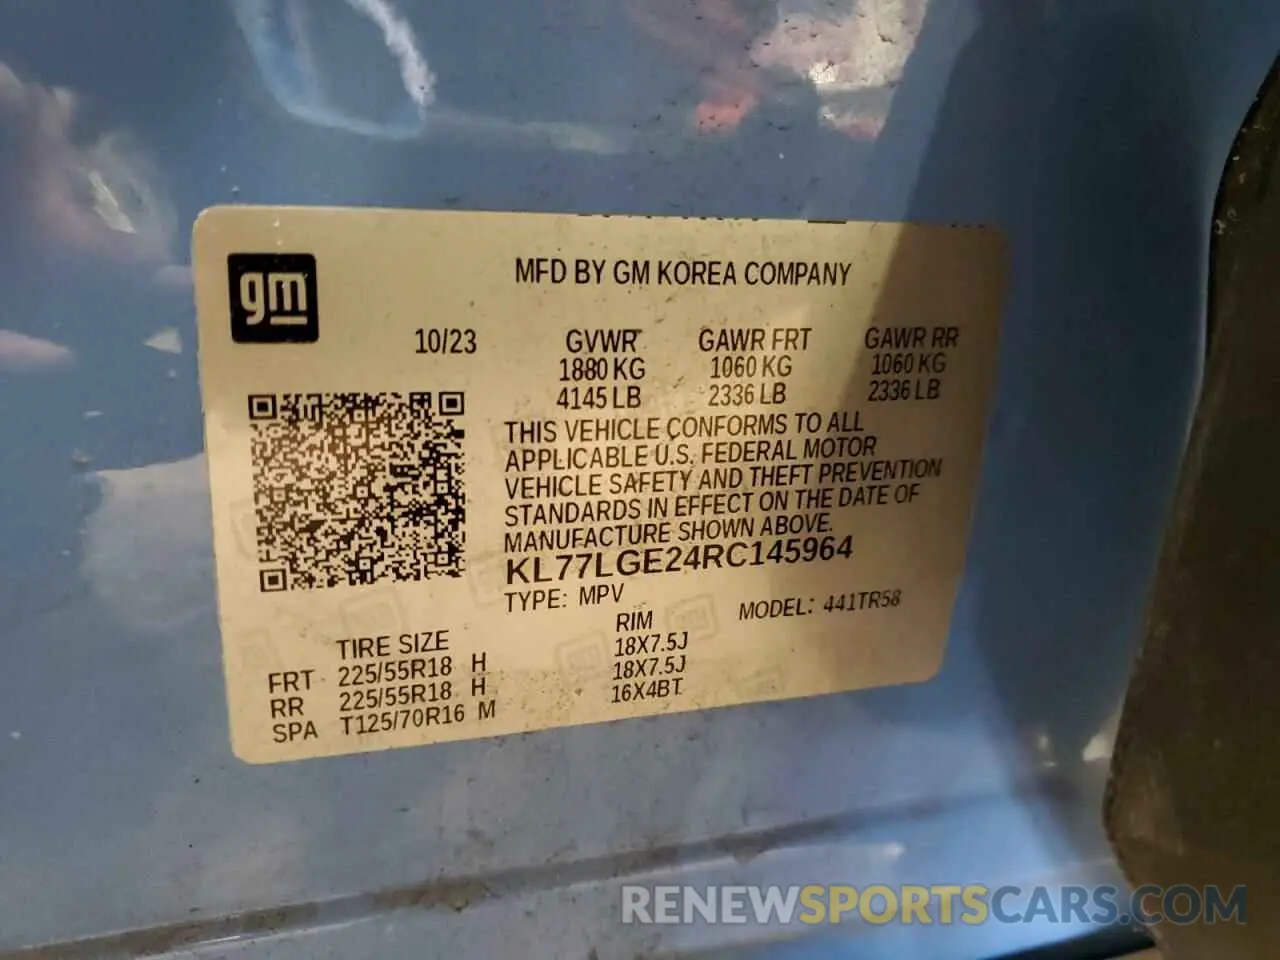 gm
MFD BY GM KOREA COMPANY
10/23 GVWR GAWR FRT GAWR RR
1880 KG 1060 KG 1060 KG
4145 LB 2336 LB 2336 LB
THIS VEHICLE CONFORMS TO ALL
APPLICABLE U.S. FEDERAL MOTOR
VEHICLE SAFETY AND THEFT PREVENTION
STANDARDS IN EFFECT ON THE DATE OF
MANUFACTURE SHOWN ABOVE.
KL77LGE24RC145964
TYPE: MPV MODEL: 441TR58
TIRE SIZE RIM
FRT 225/55R18 H 18X7.5J
RR 225/55R18 H 18X7.5J
SPA T125/70R16 M 16X4BT
RENEWSPORTSCARS.COM